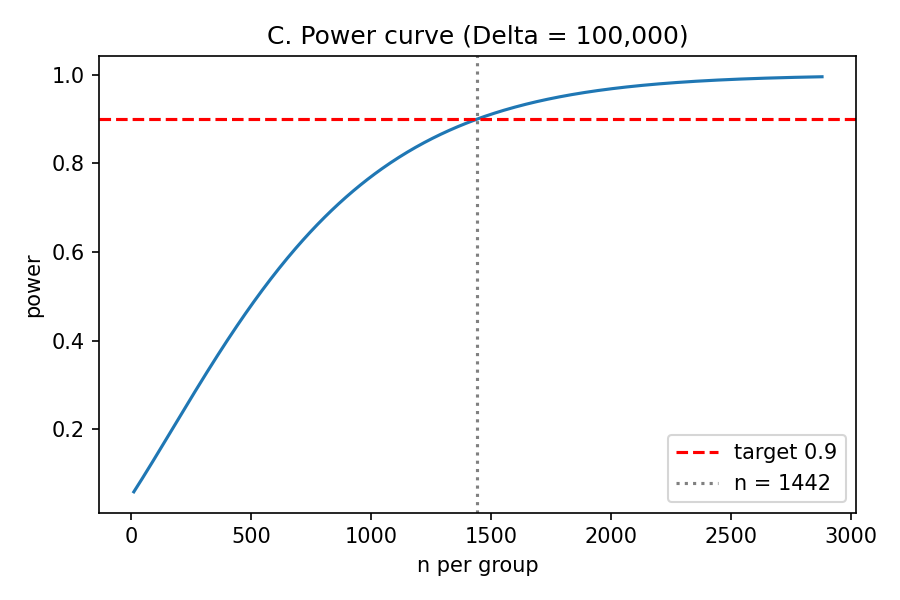 C. Power curve (Delta = 100,000)
1.0
0.8
0.6
0.4
0.2
power
target 0.9
n = 1442
0 500 1000 1500 2000 2500 3000
n per group